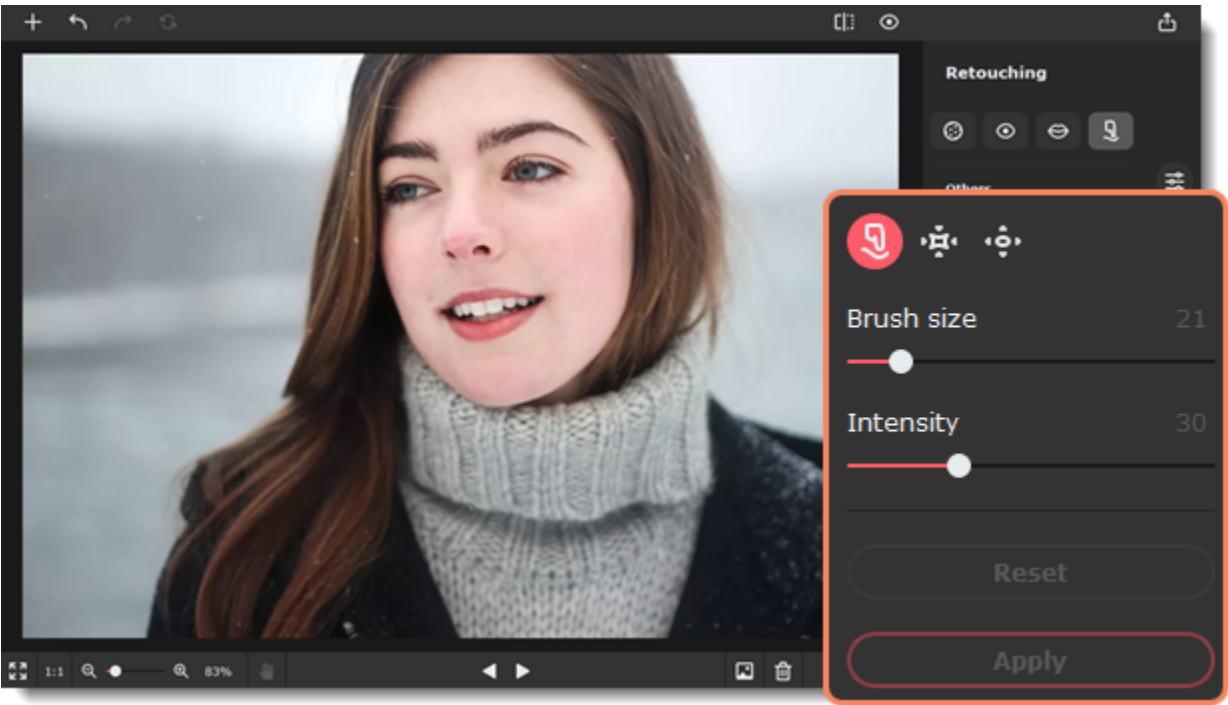 Retouching
Others
Brush size 21
Intensity 30
Reset
Apply
1:1
83%